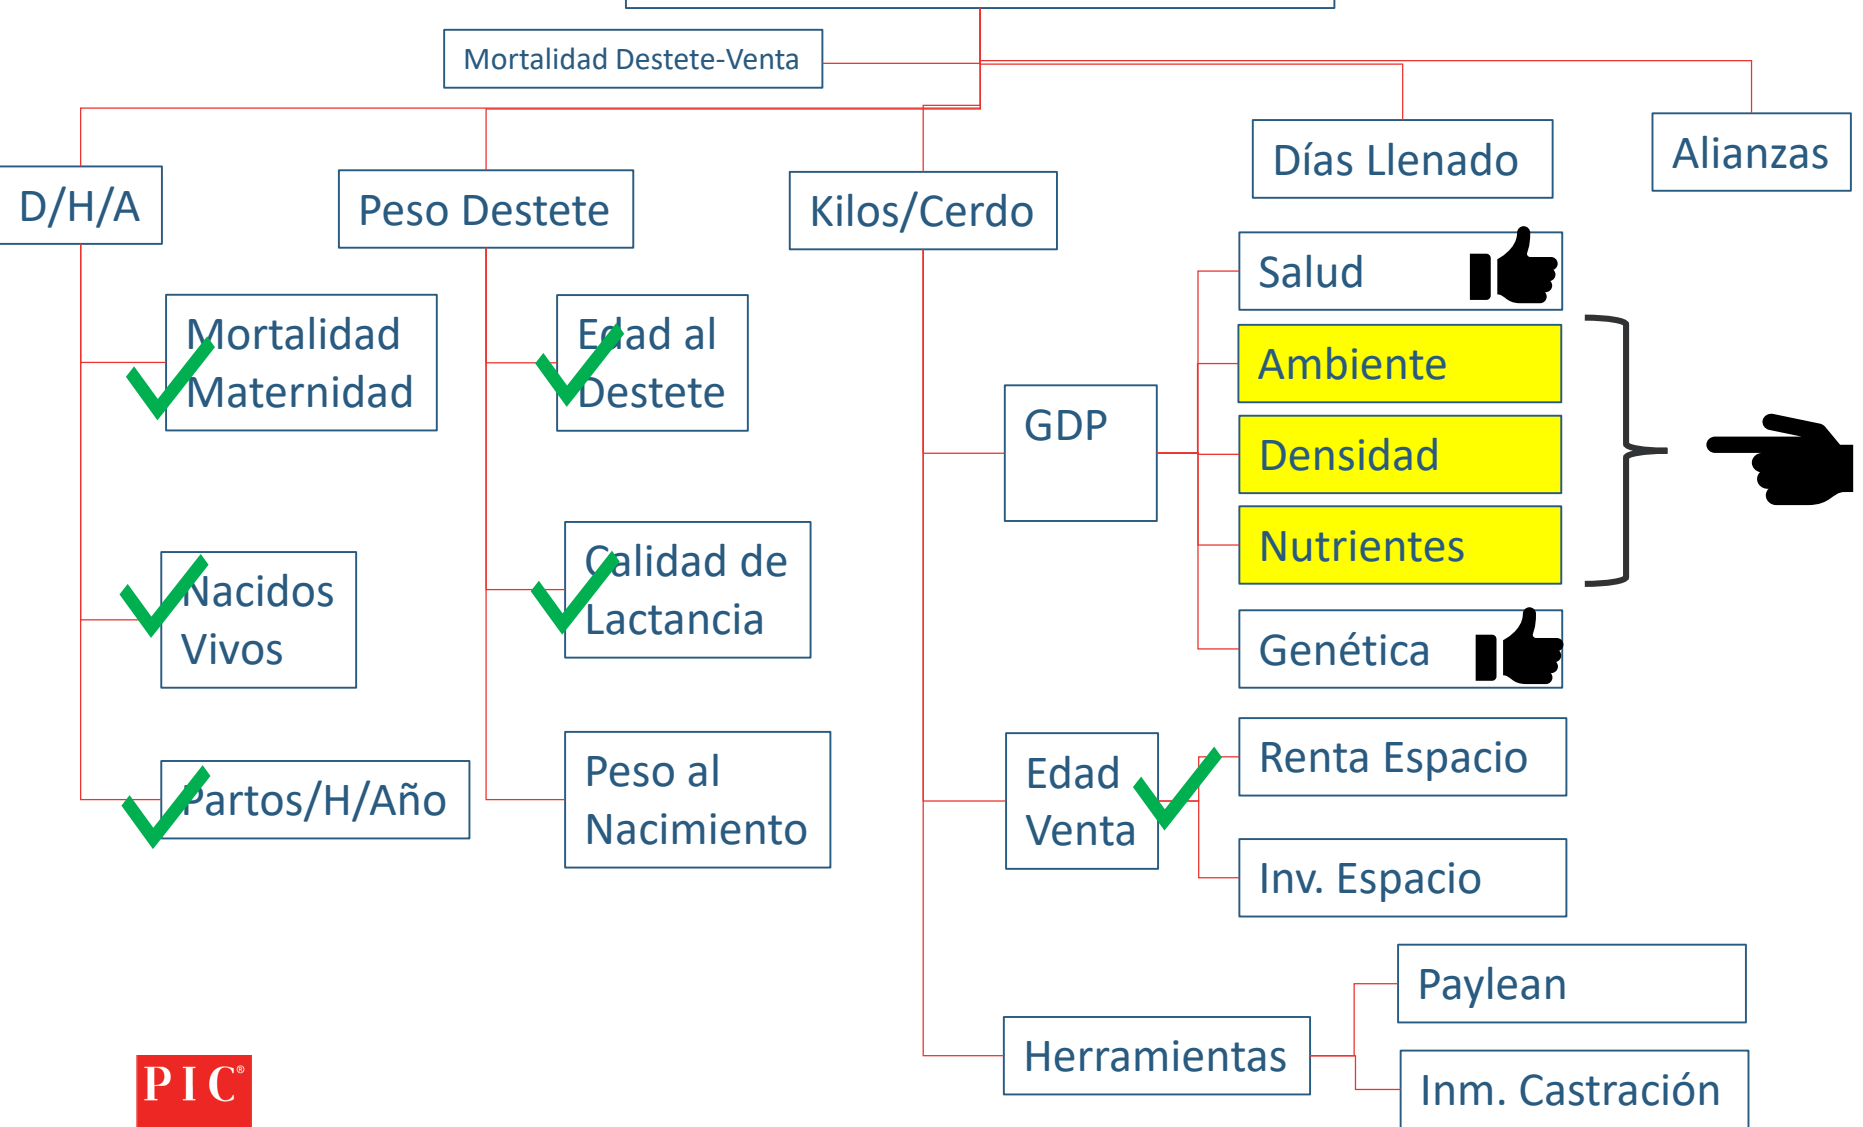 Mortalidad Destete-Venta
Días Llenado
Alianzas
D/H/A
Peso Destete
Kilos/Cerdo
Mortalidad
Maternidad
Nacidos
Vivos
Partos/H/Año
Edad al
Destete
Calidad de
Lactancia
Peso al
Nacimiento
GDP
Salud
Ambiente
Densidad
Nutrientes
Genética
Edad
Venta
Renta Espacio
Inv. Espacio
Herramientas
Paylean
Inm. Castración
PIC®